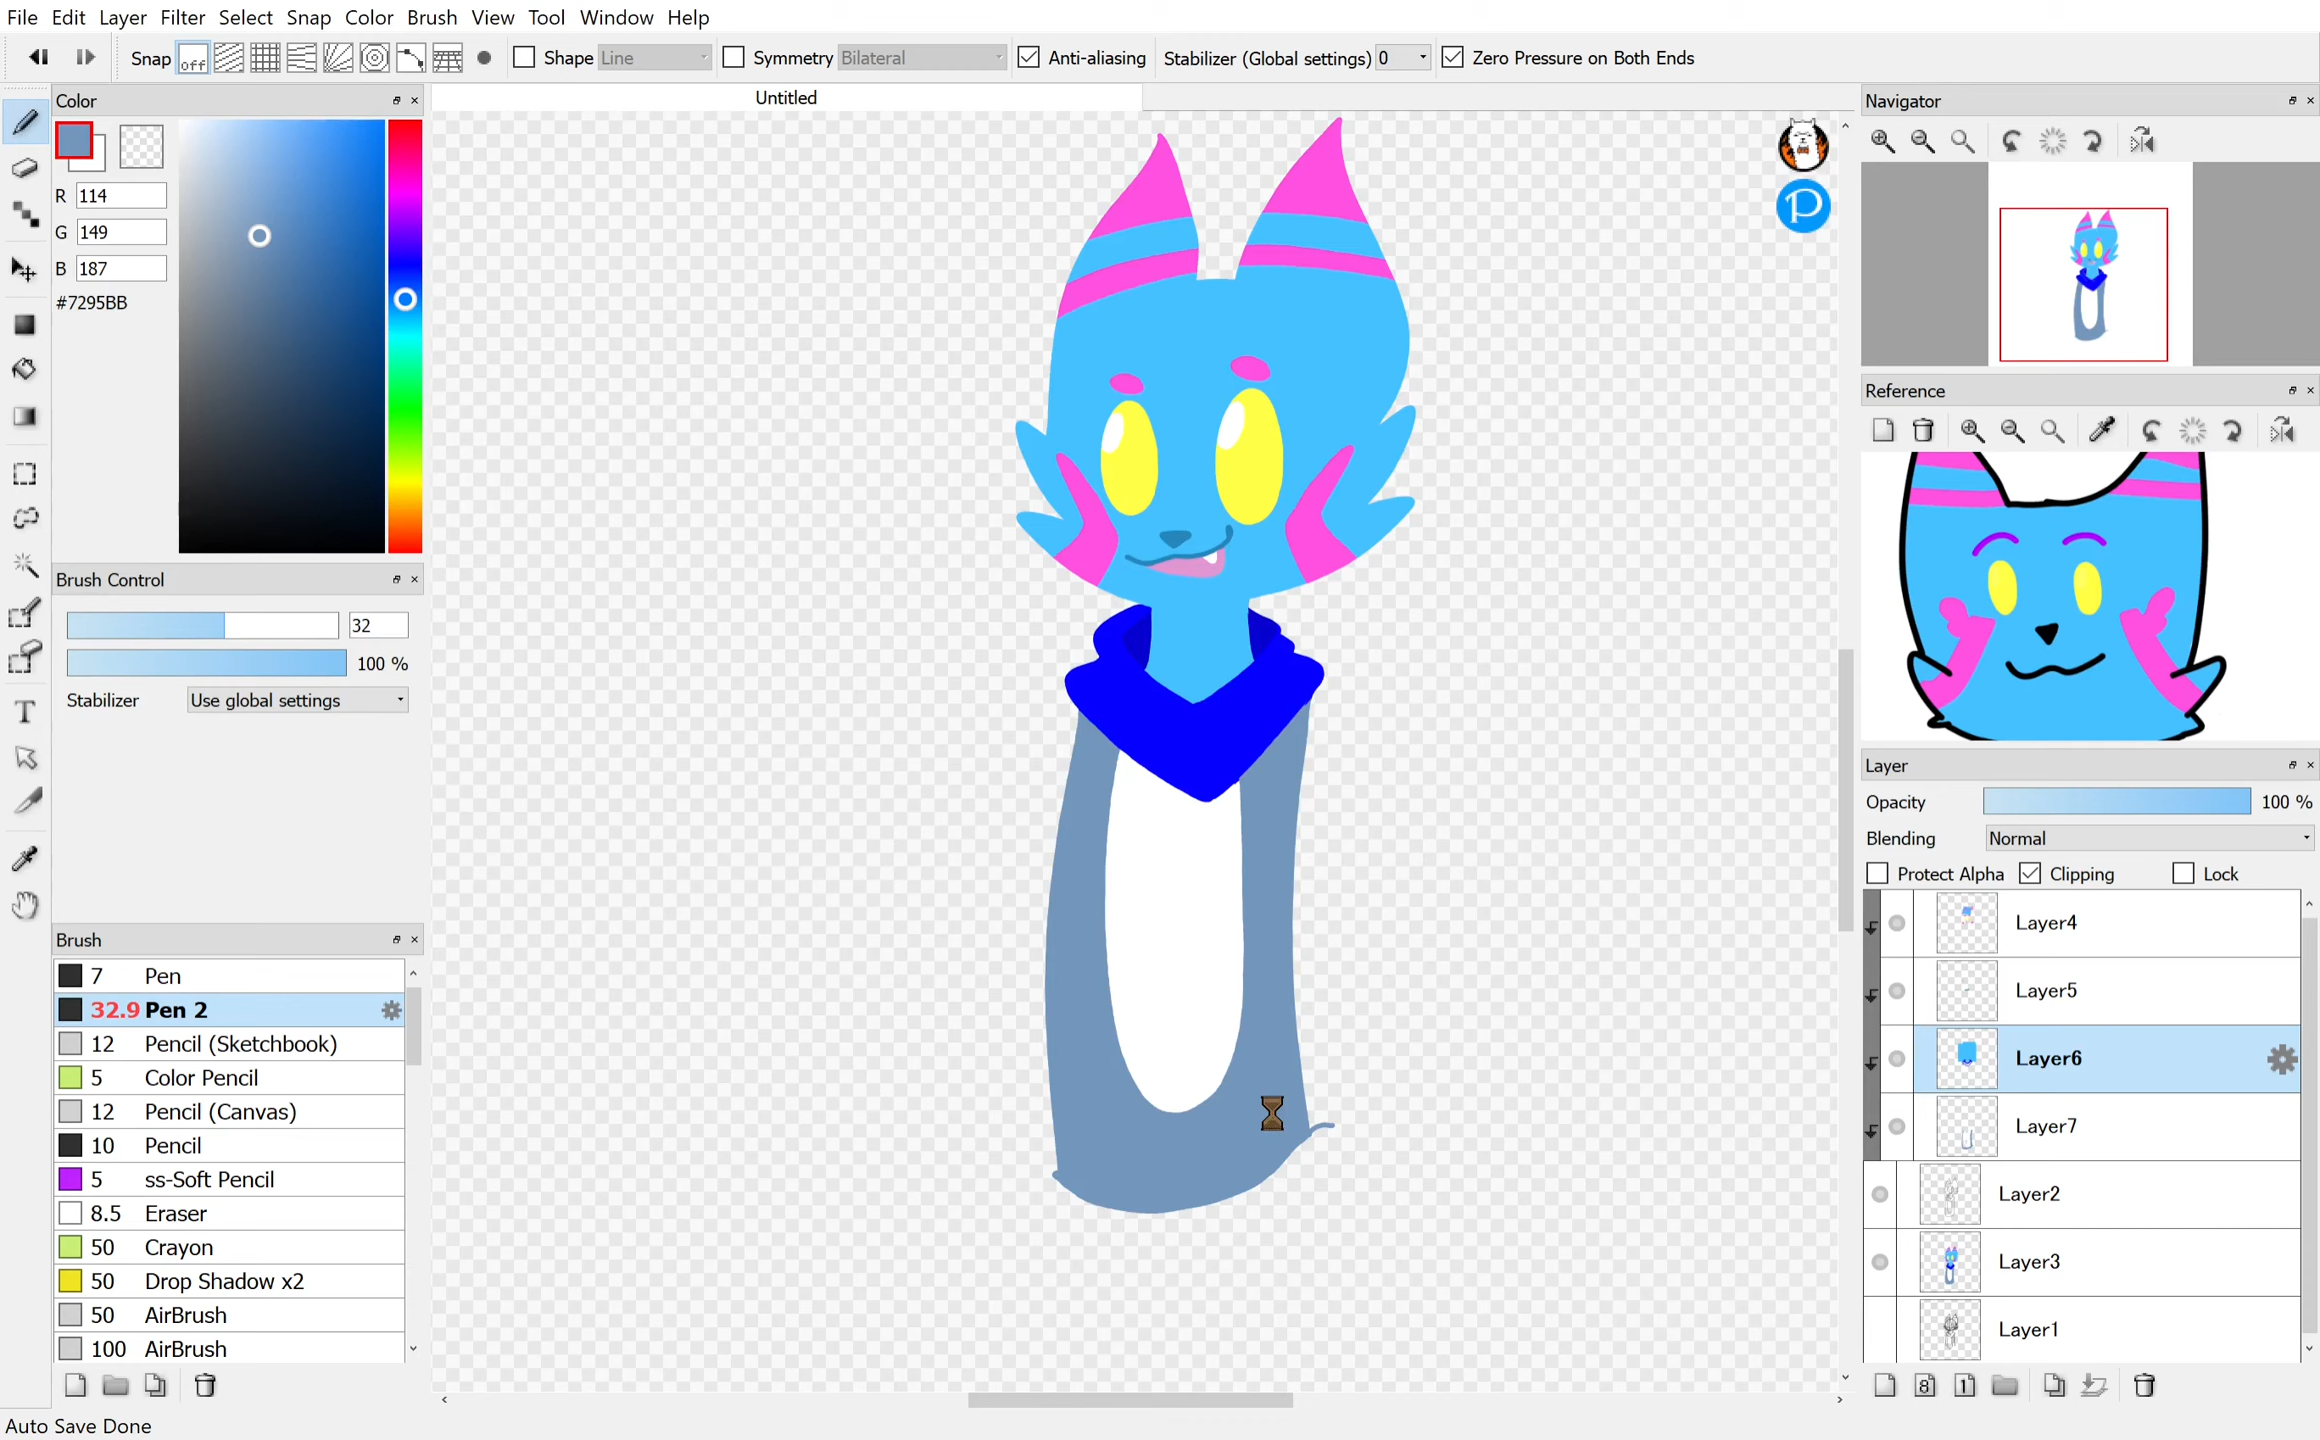 File Edit Layer Filter Select Snap Color Brush View Tool Window Help
Snap off Shape Line Symmetry Bilateral Anti-aliasing Stabilizer (Global settings) 0 Zero Pressure on Both Ends
Color
R 114
G 149
B 187
#7295BB
Brush Control
32
100 %
Stabilizer Use global settings
Brush
7 Pen
32.9 Pen 2
12 Pencil (Sketchbook)
5 Color Pencil
12 Pencil (Canvas)
10 Pencil
5 ss-Soft Pencil
8.5 Eraser
50 Crayon
50 Drop Shadow x2
50 AirBrush
100 AirBrush
Auto Save Done
Untitled
P
Navigator
Reference
Layer
Opacity 100 %
Blending Normal
Protect Alpha Clipping Lock
Layer4
Layer5
Layer6
Layer7
Layer2
Layer3
Layer1
8 1
T